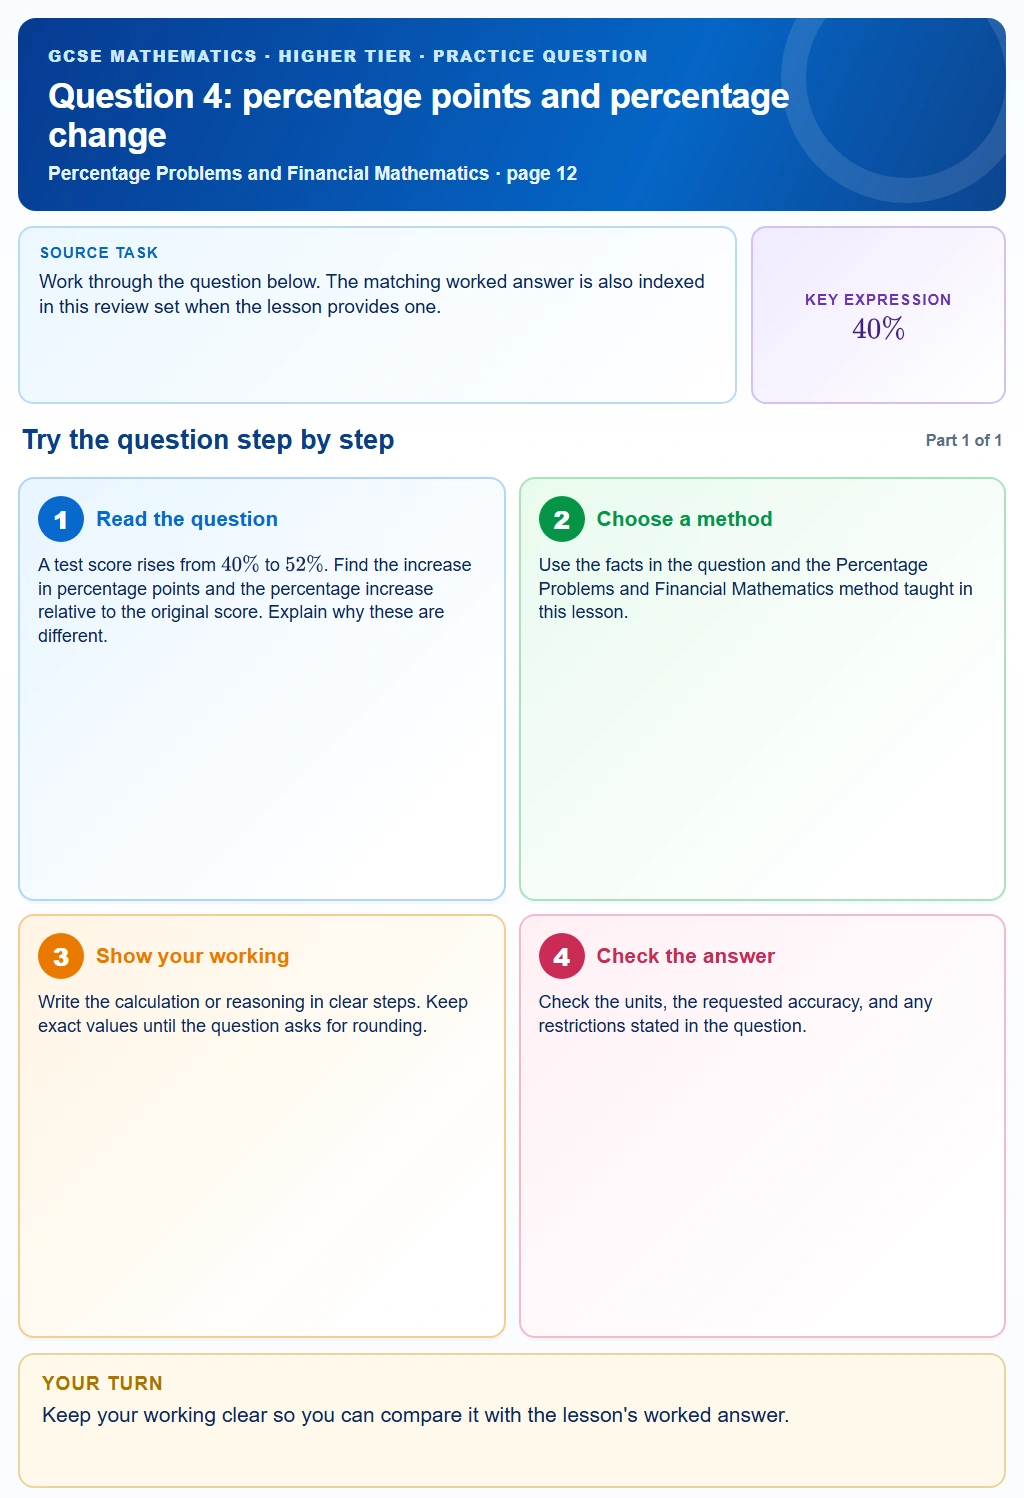 GCSE MATHEMATICS · HIGHER TIER · PRACTICE QUESTION
Question 4: percentage points and percentage
change
Percentage Problems and Financial Mathematics · page 12
SOURCE TASK
Work through the question below. The matching worked answer is also indexed
in this review set when the lesson provides one.
KEY EXPRESSION
40%
Try the question step by step
Part 1 of 1
1 Read the question
A test score rises from 40% to 52%. Find the increase
in percentage points and the percentage increase
relative to the original score. Explain why these are
different.
2 Choose a method
Use the facts in the question and the Percentage
Problems and Financial Mathematics method taught in
this lesson.
3 Show your working
Write the calculation or reasoning in clear steps. Keep
exact values until the question asks for rounding.
4 Check the answer
Check the units, the requested accuracy, and any
restrictions stated in the question.
YOUR TURN
Keep your working clear so you can compare it with the lesson's worked answer.